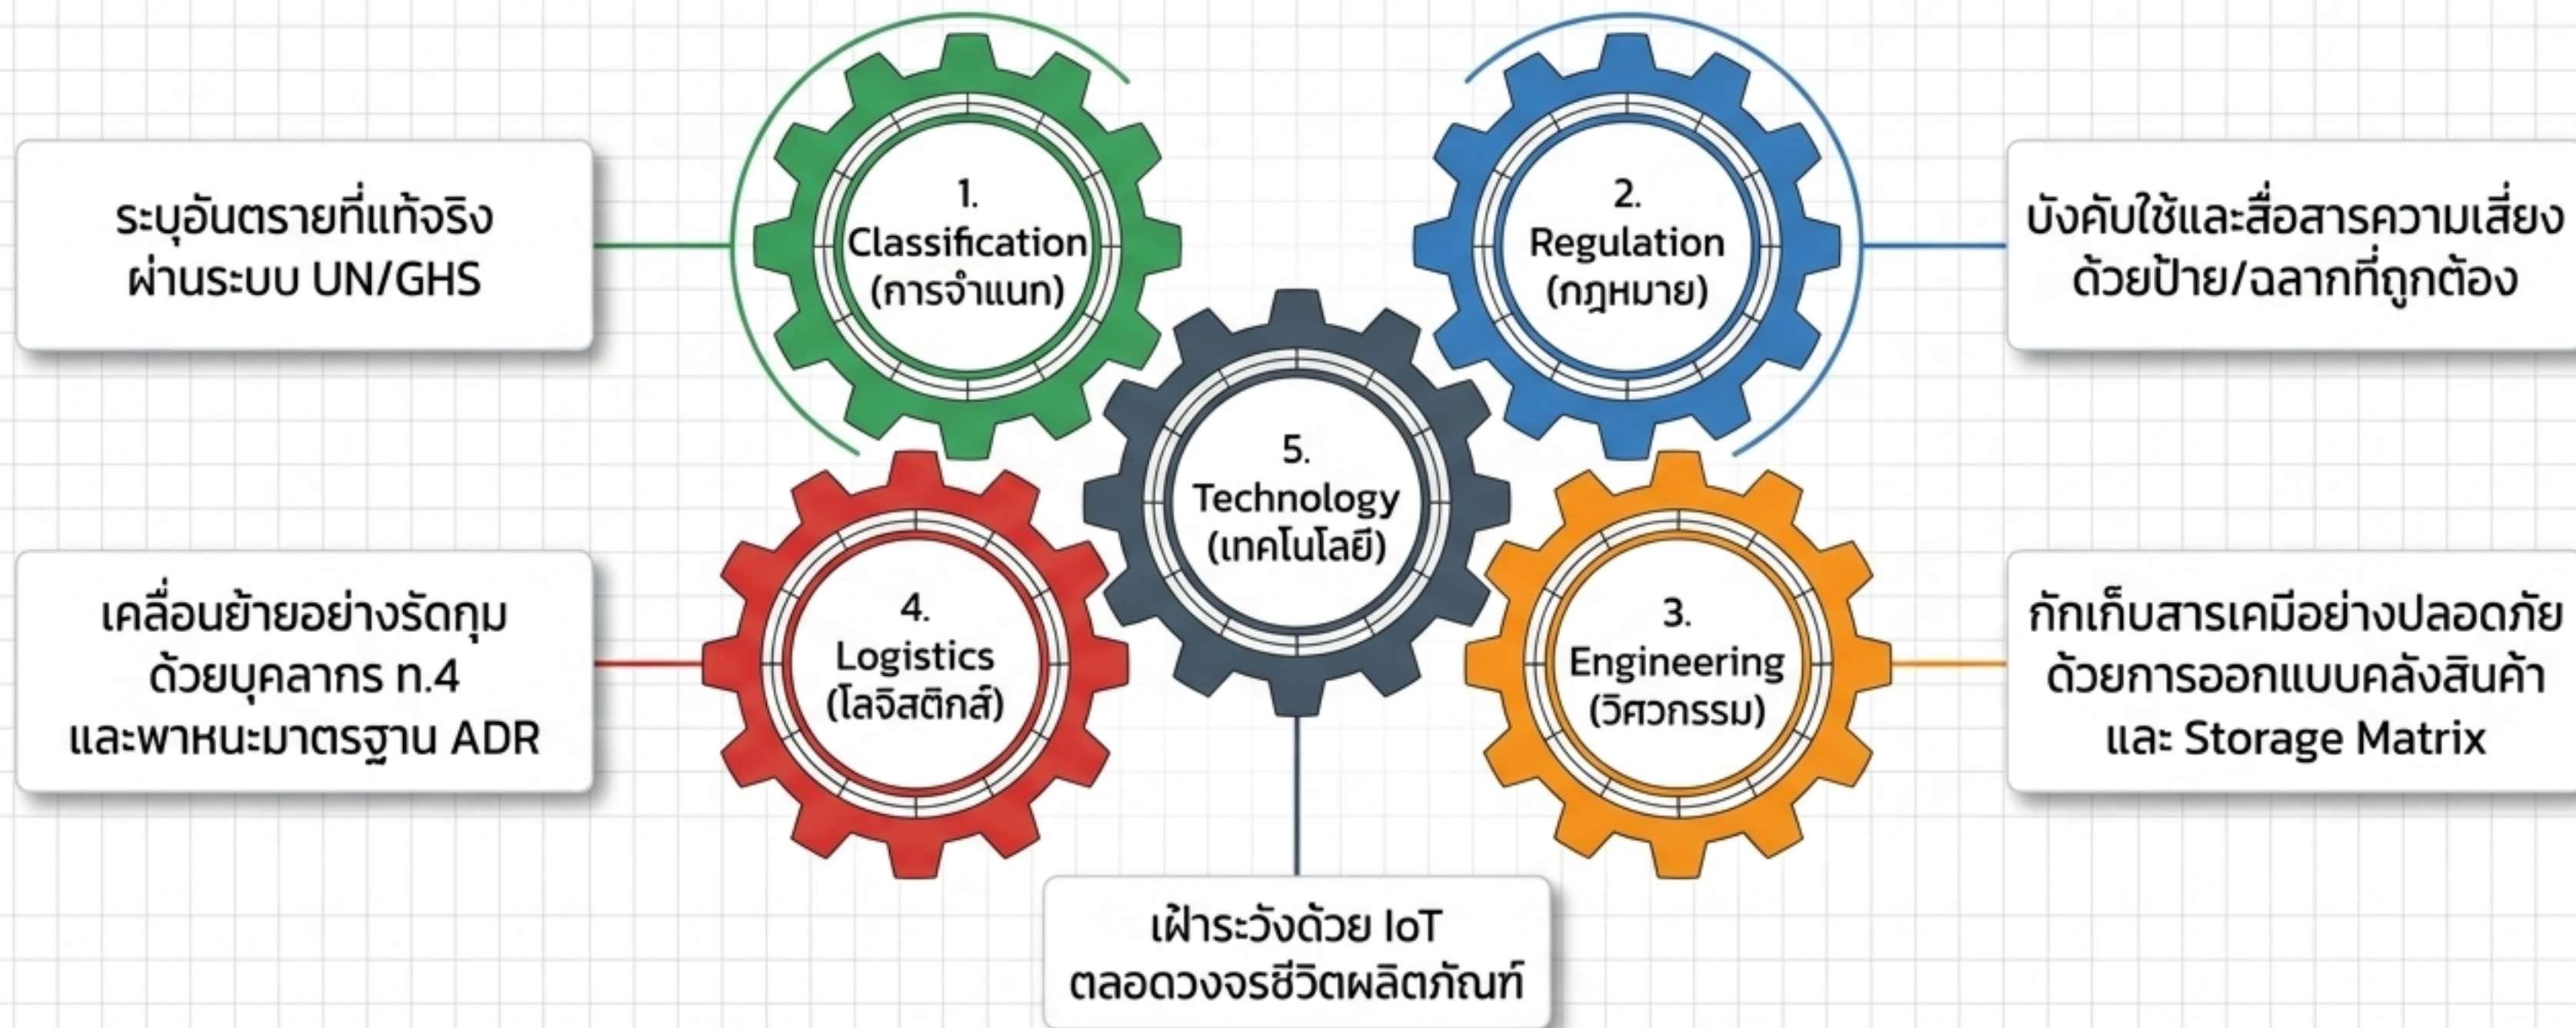 ระบุอันตรายที่แท้จริง
ผ่านระบบ UN/GHS
1.
Classification
(การจำแนก)
2.
Regulation
(กฎหมาย)
บังคับใช้และสื่อสารความเสี่ยง
ด้วยป้าย/ฉลากที่ถูกต้อง
5.
Technology
(เทคโนโลยี)
เคลื่อนย้ายอย่างรัดกุม
ด้วยบุคลากร ท.4
และพาหนะมาตรฐาน ADR
4.
Logistics
(โลจิสติกส์)
3.
Engineering
(วิศวกรรม)
กักเก็บสารเคมีอย่างปลอดภัย
ด้วยการออกแบบคลังสินค้า
และ Storage Matrix
เฝ้าระวังด้วย IoT
ตลอดวงจรชีวิตผลิตภัณฑ์